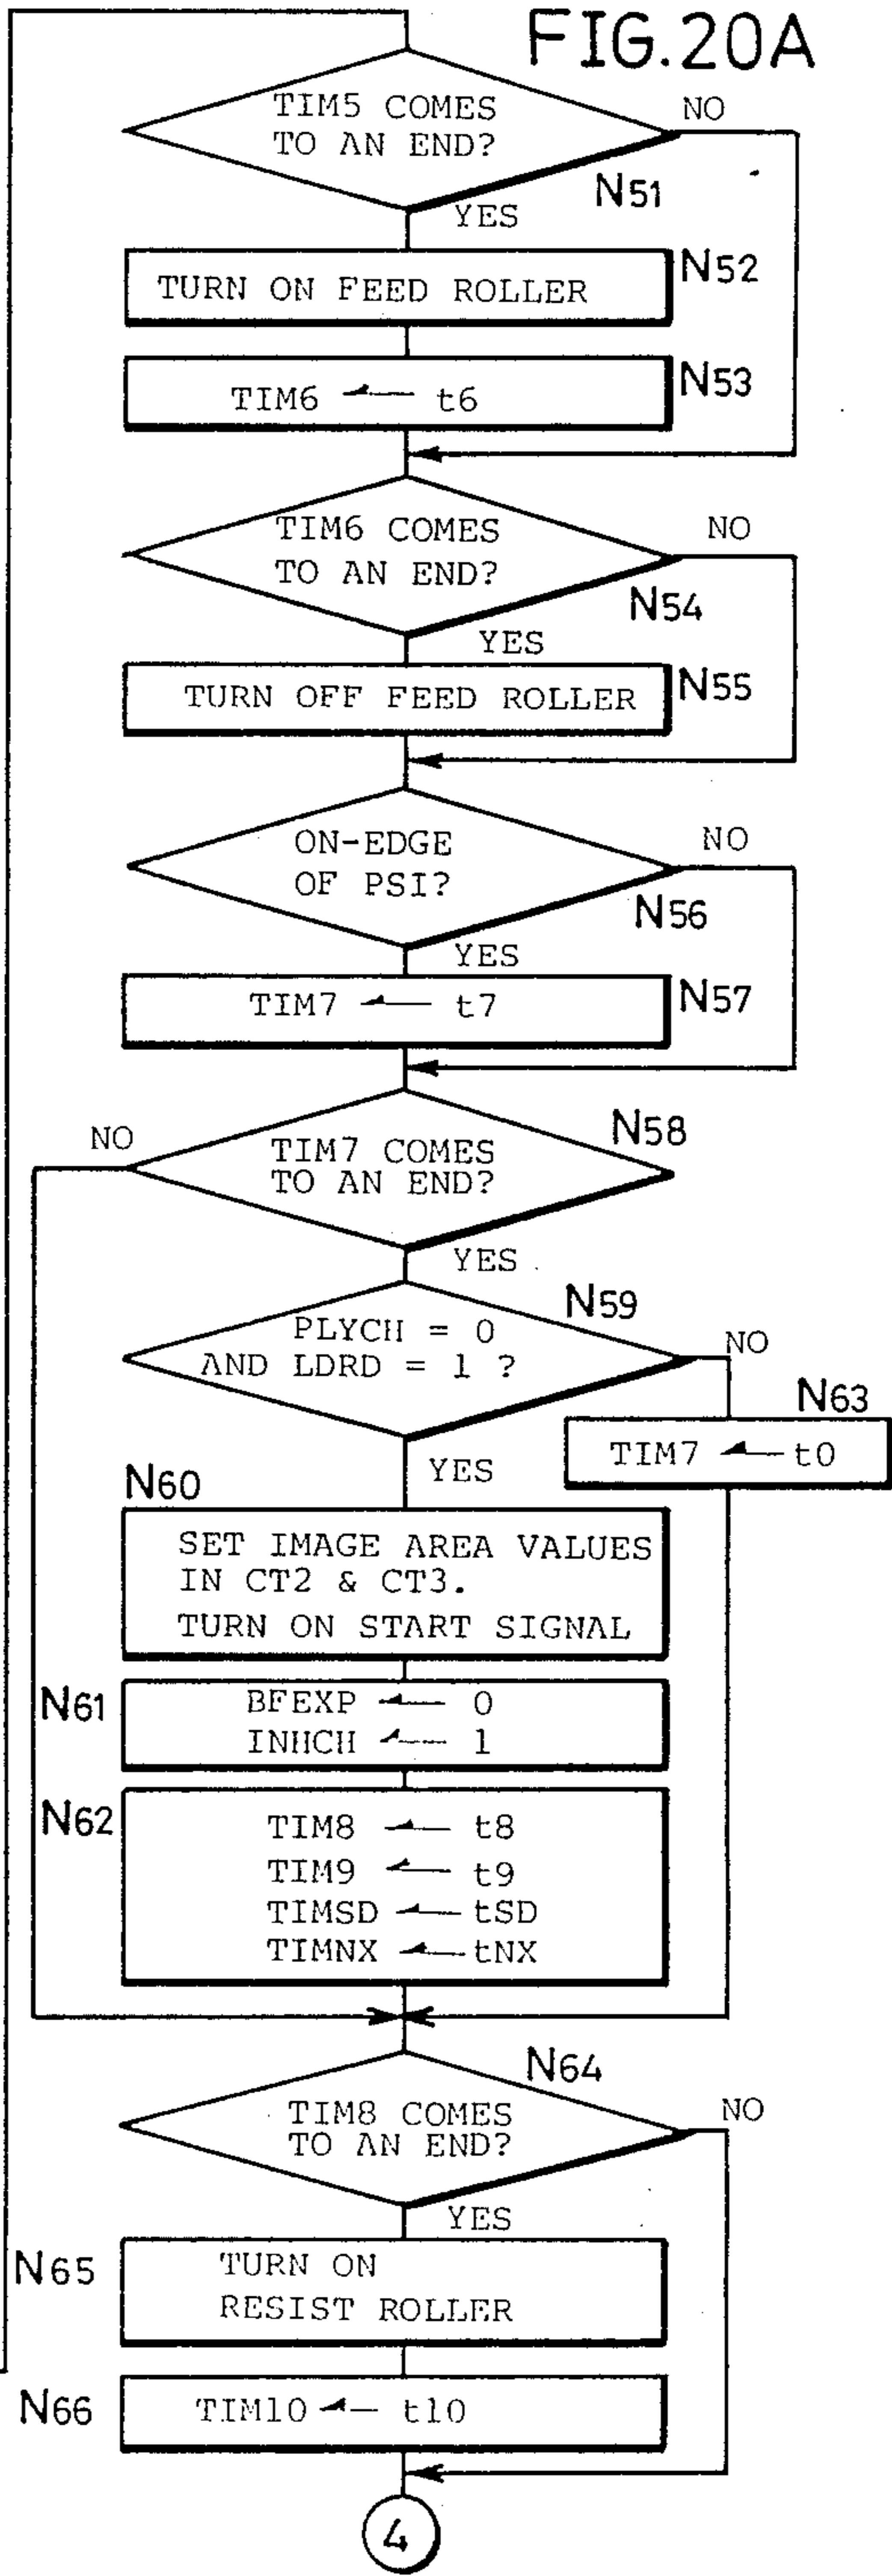 FIG.20A
TIM5 COMES
TO AN END?
NO
N51
YES
TURN ON FEED ROLLER
N52
TIM6 ← t6
N53
TIM6 COMES
TO AN END?
NO
N54
YES
TURN OFF FEED ROLLER
N55
ON-EDGE
OF PSI?
NO
N56
YES
TIM7 ← t7
N57
NO
TIM7 COMES
TO AN END?
N58
YES
PLYCH = 0
AND LDRD = 1 ?
N59
NO
N63
TIM7 ← t0
YES
N60
SET IMAGE AREA VALUES
IN CT2 & CT3.
TURN ON START SIGNAL
N61
BFEXP ← 0
INHCH ← 1
N62
TIM8 ← t8
TIM9 ← t9
TIMSD ← tSD
TIMNX ← tNX
N64
TIM8 COMES
TO AN END?
NO
YES
N65
TURN ON
RESIST ROLLER
N66
TIM10 ← t10
4